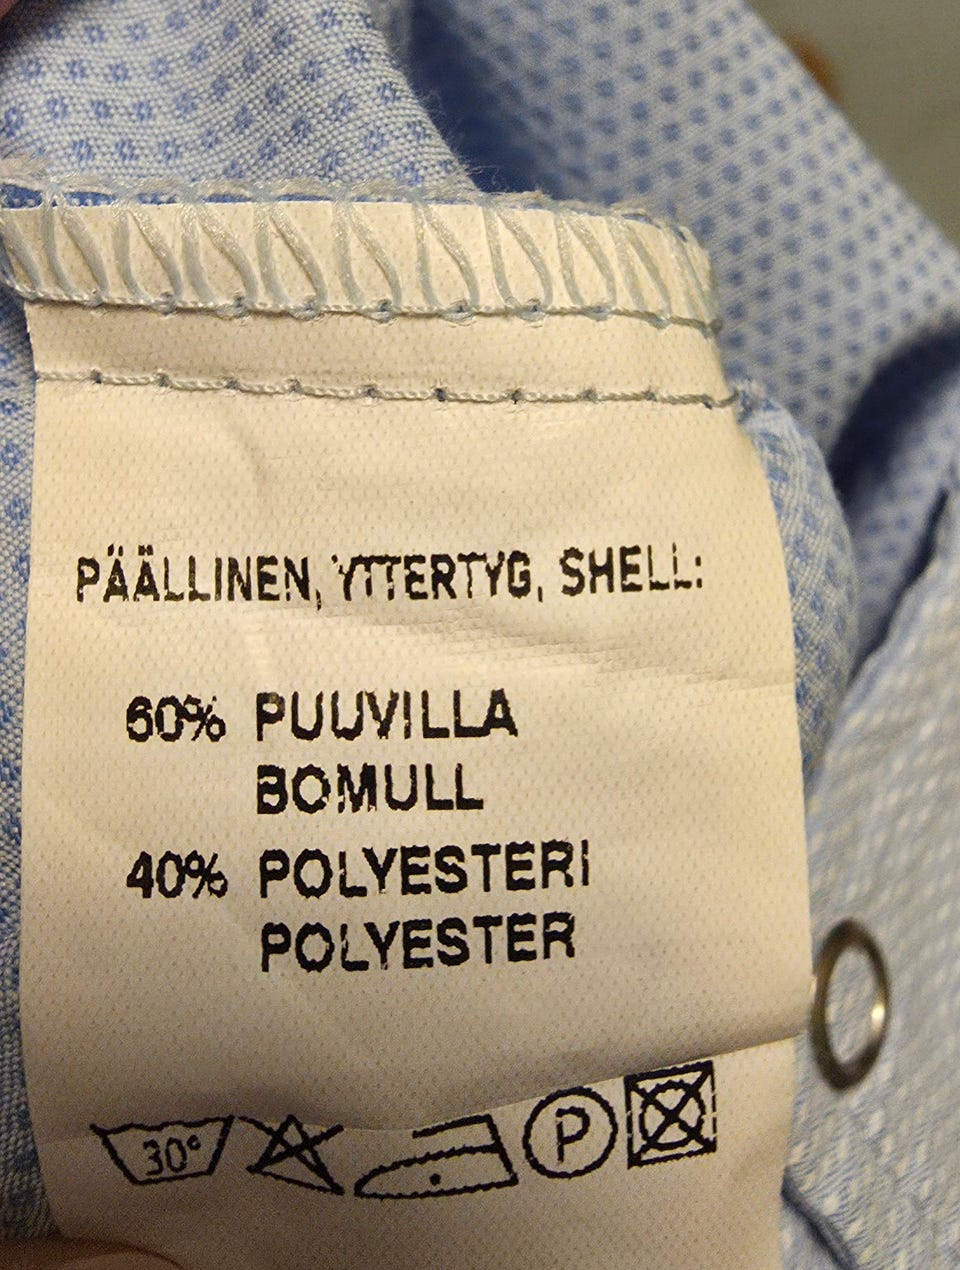 PÄÄLLINEN, YTTERTYG, SHELL:
60% PUUVILLA
BOMULL
40% POLYESTERI
POLYESTER
30° P